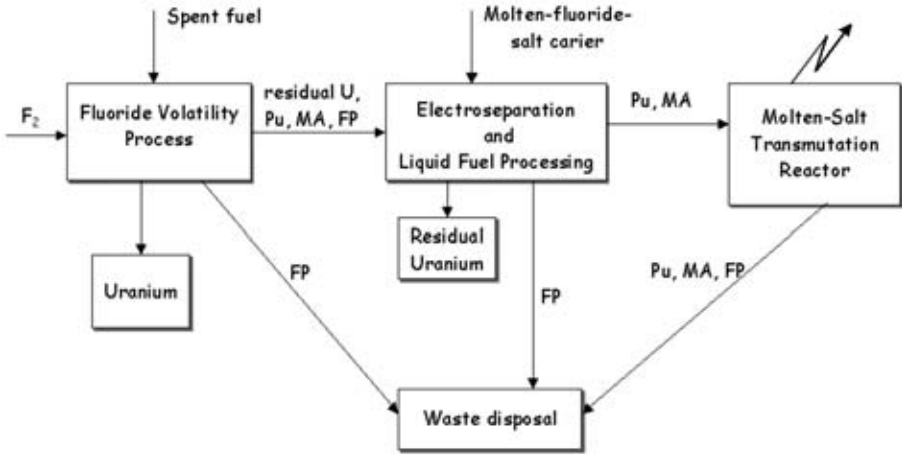 Spent fuel
Molten-fluoride-
salt carier
F₂
Fluoride Volatility
Process
residual U,
Pu, MA, FP
Electroseparation
and
Liquid Fuel Processing
Pu, MA
Molten-Salt
Transmutation
Reactor
Uranium
Residual
Uranium
FP
FP
Pu, MA, FP
Waste disposal